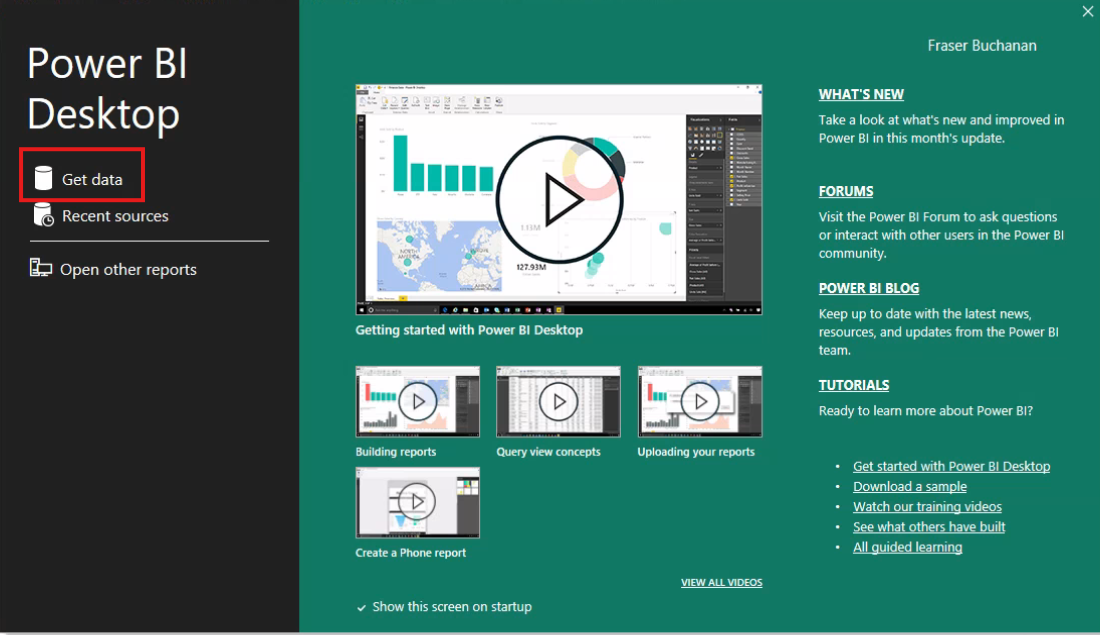 Power BI
Desktop
Get data
Recent sources
Open other reports
Fraser Buchanan
127.93M
Getting started with Power BI Desktop
Building reports
Query view concepts
Uploading your reports
Create a Phone report
VIEW ALL VIDEOS
Show this screen on startup
WHAT'S NEW
Take a look at what's new and improved in
Power BI in this month's update.
FORUMS
Visit the Power BI Forum to ask questions
or interact with other users in the Power BI
community.
POWER BI BLOG
Keep up to date with the latest news,
resources, and updates from the Power BI
team.
TUTORIALS
Ready to learn more about Power BI?
• Get started with Power BI Desktop
• Download a sample
• Watch our training videos
• See what others have built
• All guided learning